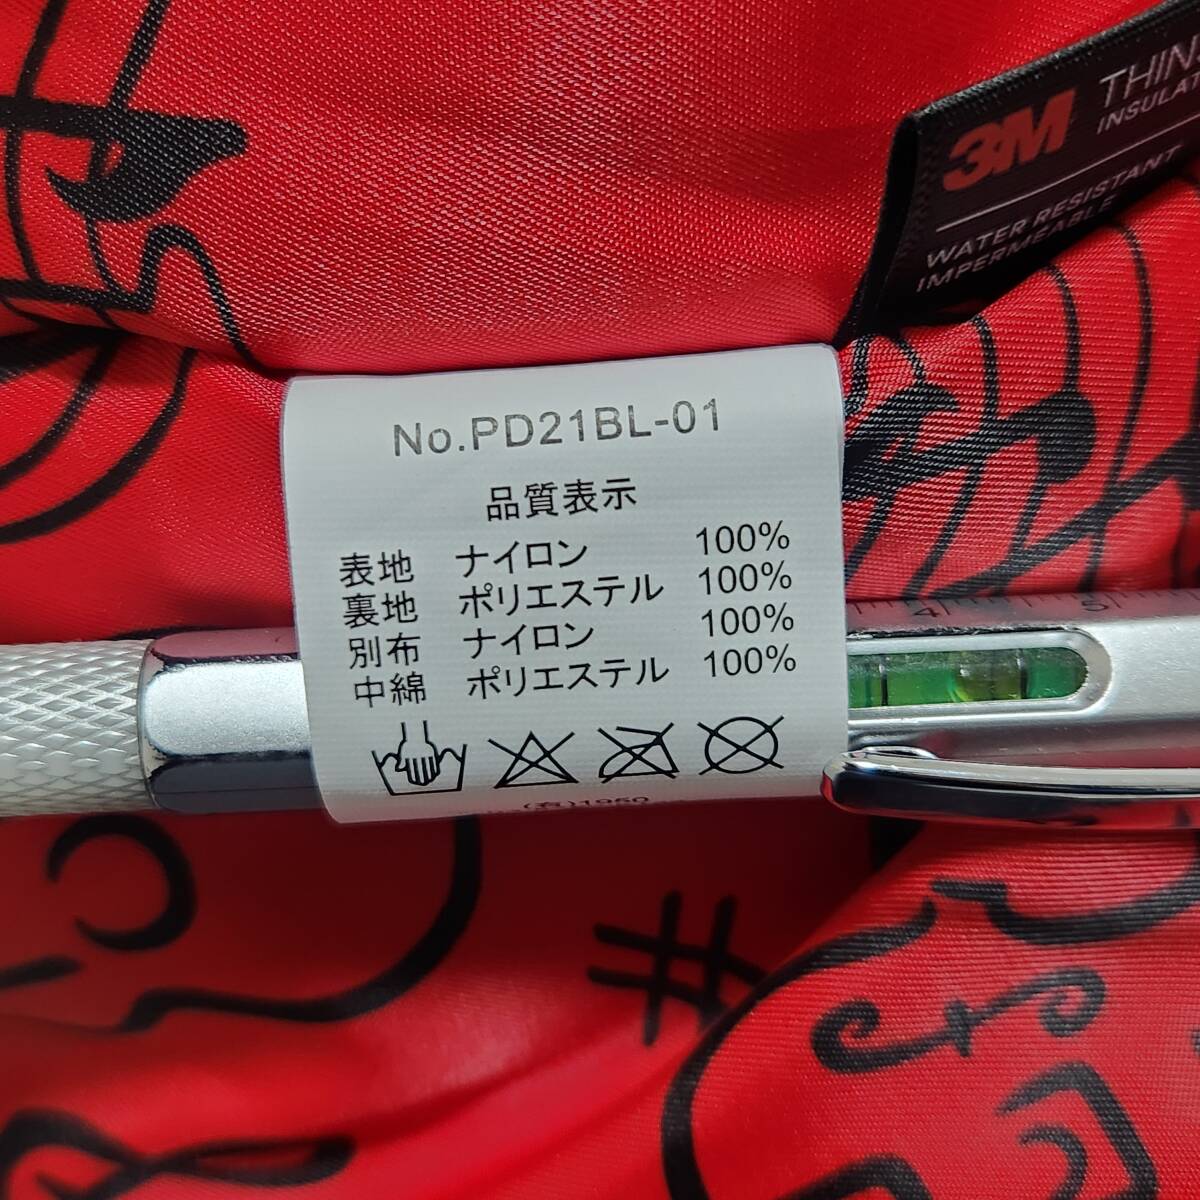 3M
WATER RESISTANT
IMPERMEABLE
No.PD21BL-01
品質表示
表地 ナイロン 100%
裏地 ポリエステル 100%
別布 ナイロン 100%
中綿 ポリエステル 100%
(有)1950
4 5